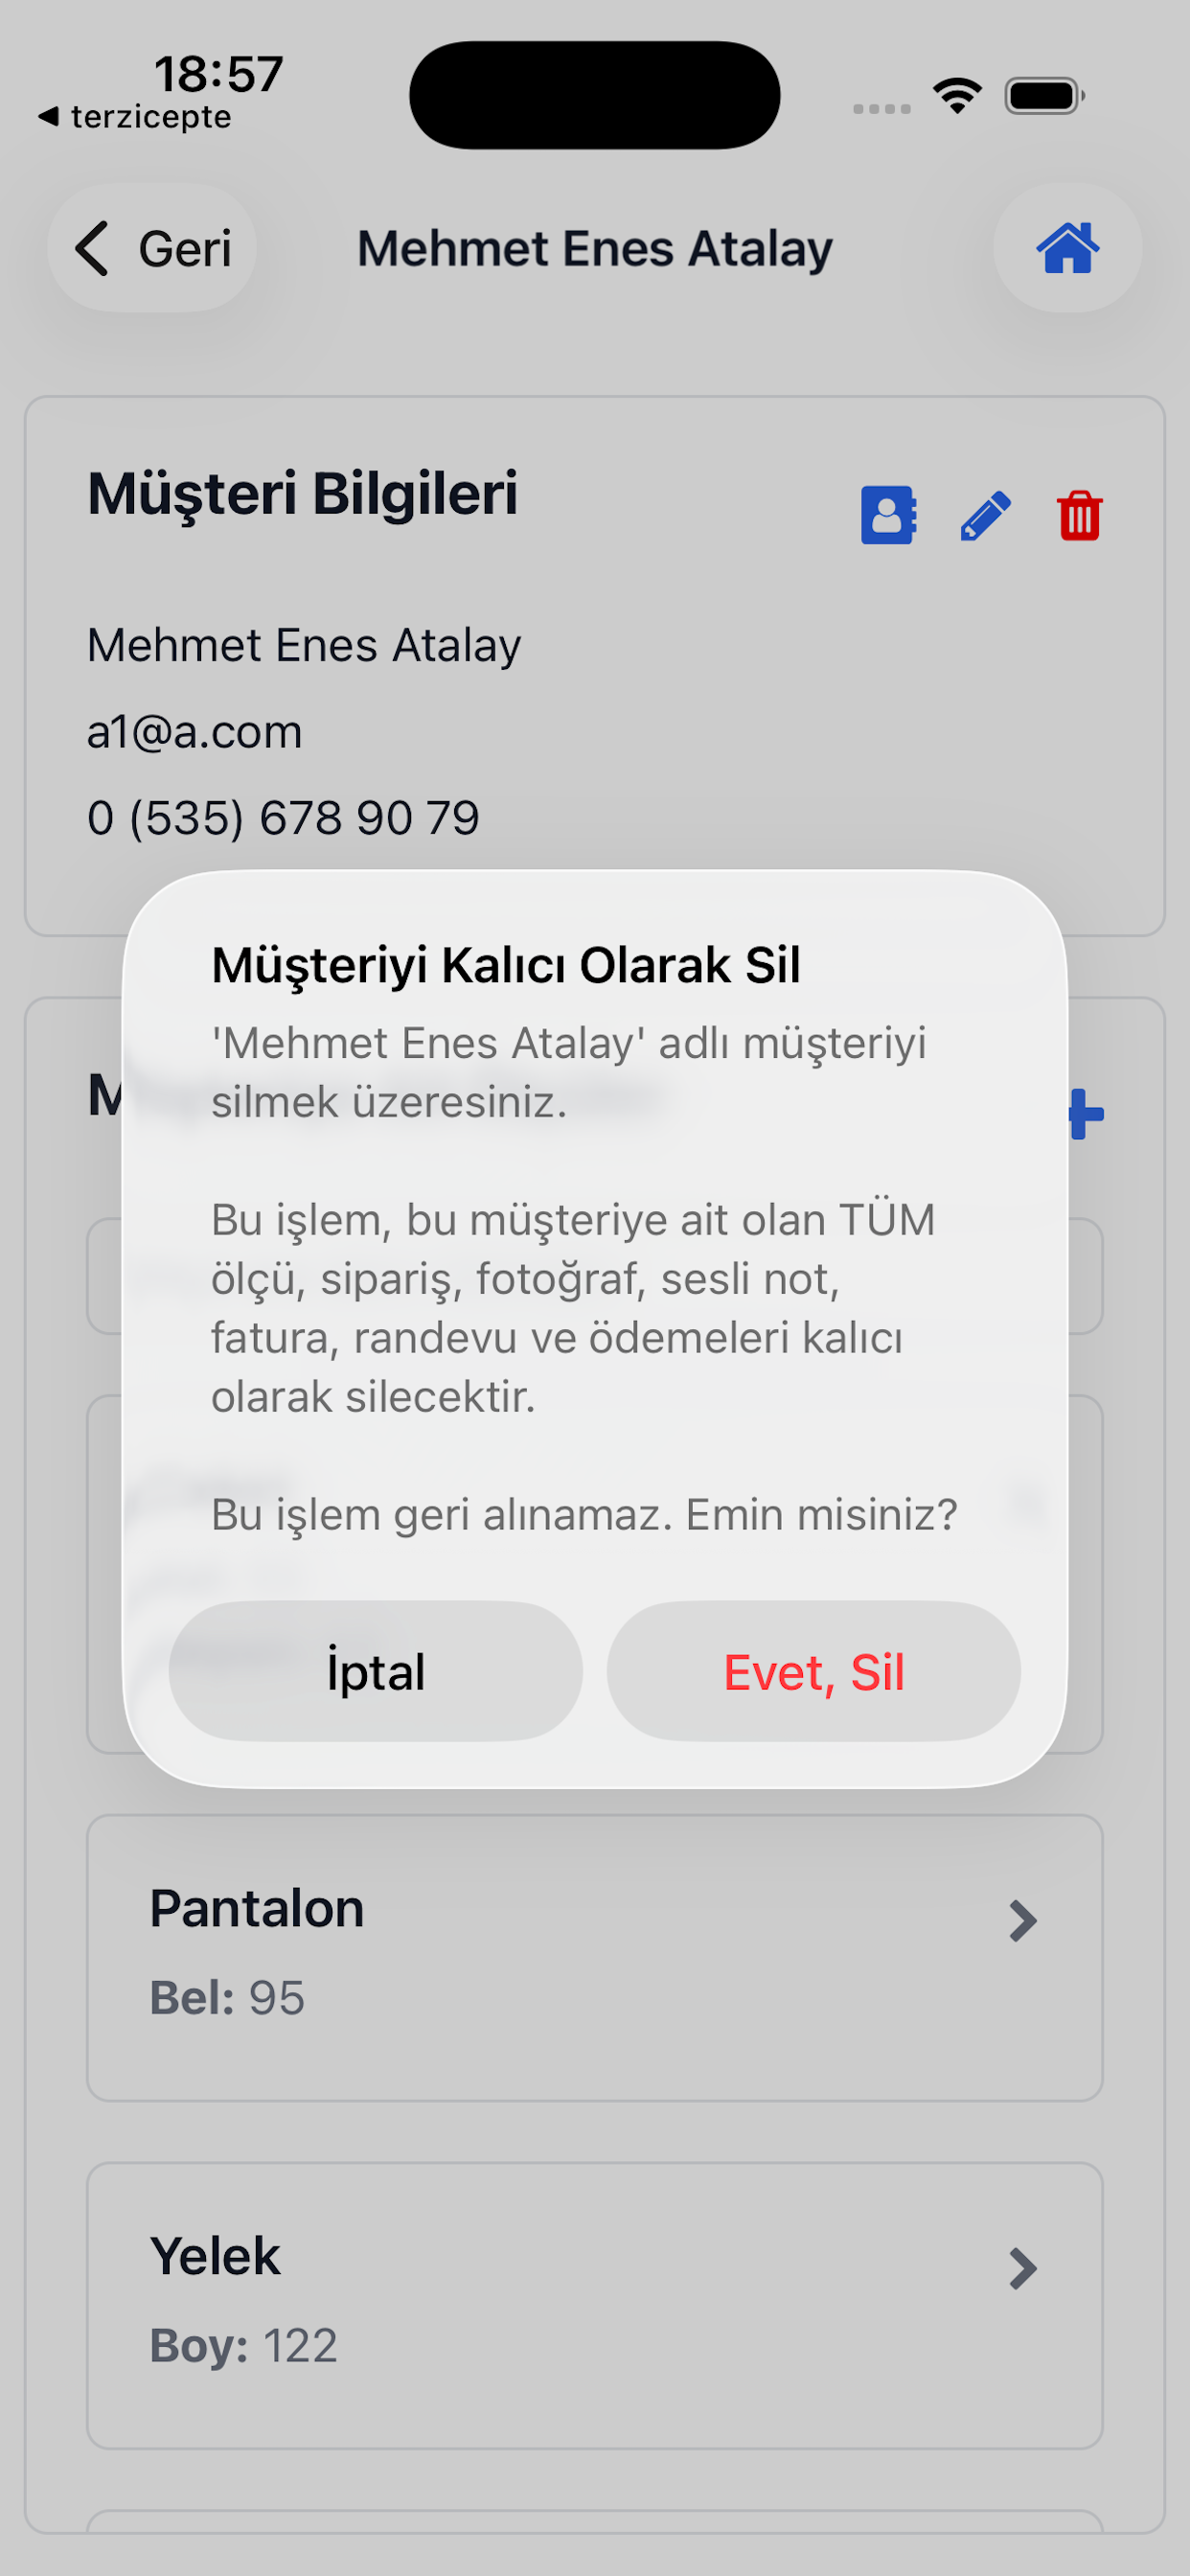 18:57
terzicepte
Geri
Mehmet Enes Atalay
Müşteri Bilgileri
Mehmet Enes Atalay
a1@a.com
0 (535) 678 90 79
Müşteriyi Kalıcı Olarak Sil
'Mehmet Enes Atalay' adlı müşteriyi
silmek üzeresiniz.
Bu işlem, bu müşteriye ait olan TÜM
ölçü, sipariş, fotoğraf, sesli not,
fatura, randevu ve ödemeleri kalıcı
olarak silecektir.
Bu işlem geri alınamaz. Emin misiniz?
İptal
Evet, Sil
Pantalon
Bel: 95
Yelek
Boy: 122